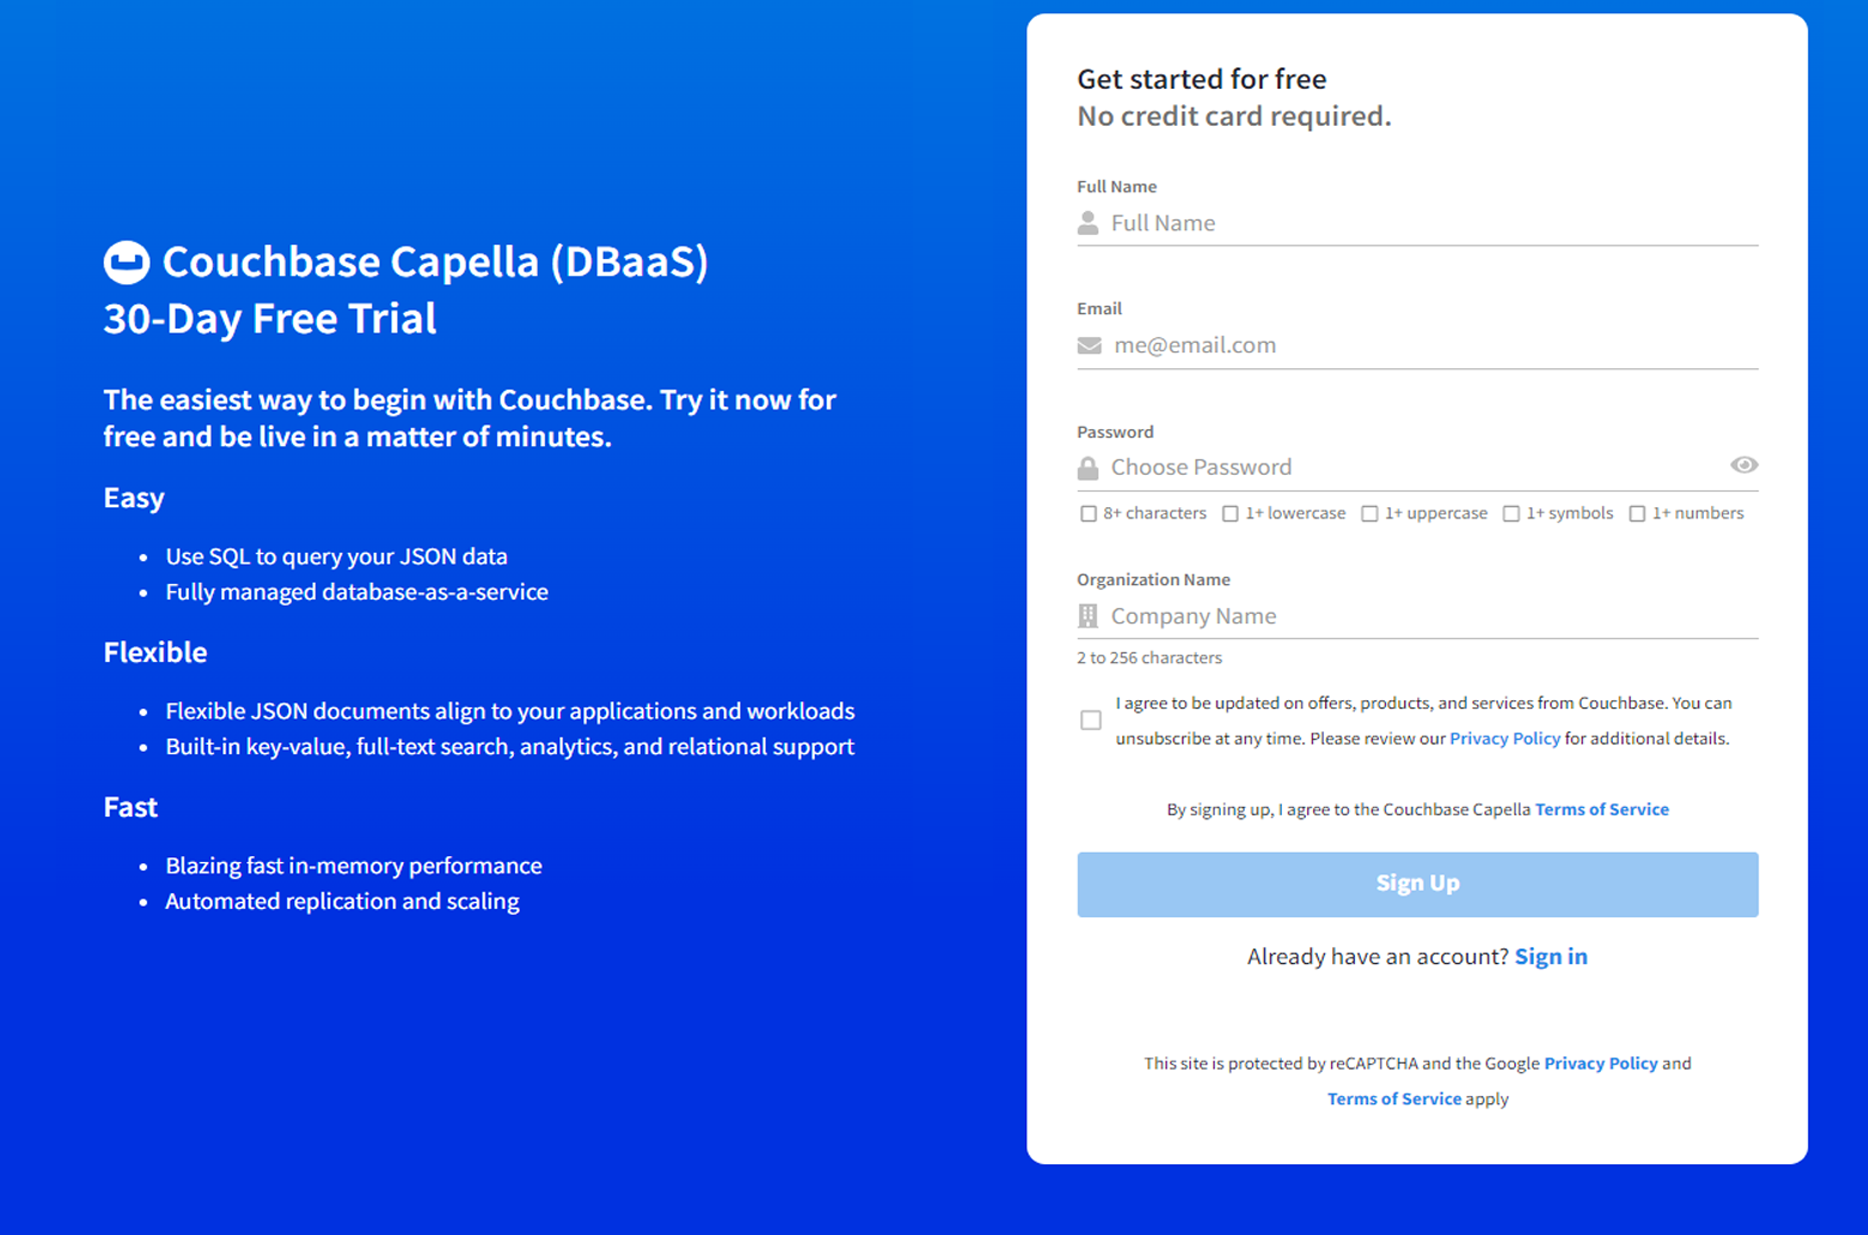 Couchbase Capella (DBaaS)
30-Day Free Trial
The easiest way to begin with Couchbase. Try it now for
free and be live in a matter of minutes.
Easy
• Use SQL to query your JSON data
• Fully managed database-as-a-service
Flexible
• Flexible JSON documents align to your applications and workloads
• Built-in key-value, full-text search, analytics, and relational support
Fast
• Blazing fast in-memory performance
• Automated replication and scaling
Get started for free
No credit card required.
Full Name
Full Name
Email
me@email.com
Password
Choose Password
8+ characters 1+ lowercase 1+ uppercase 1+ symbols 1+ numbers
Organization Name
Company Name
2 to 256 characters
I agree to be updated on offers, products, and services from Couchbase. You can
unsubscribe at any time. Please review our Privacy Policy for additional details.
By signing up, I agree to the Couchbase Capella Terms of Service
Sign Up
Already have an account? Sign in
This site is protected by reCAPTCHA and the Google Privacy Policy and
Terms of Service apply